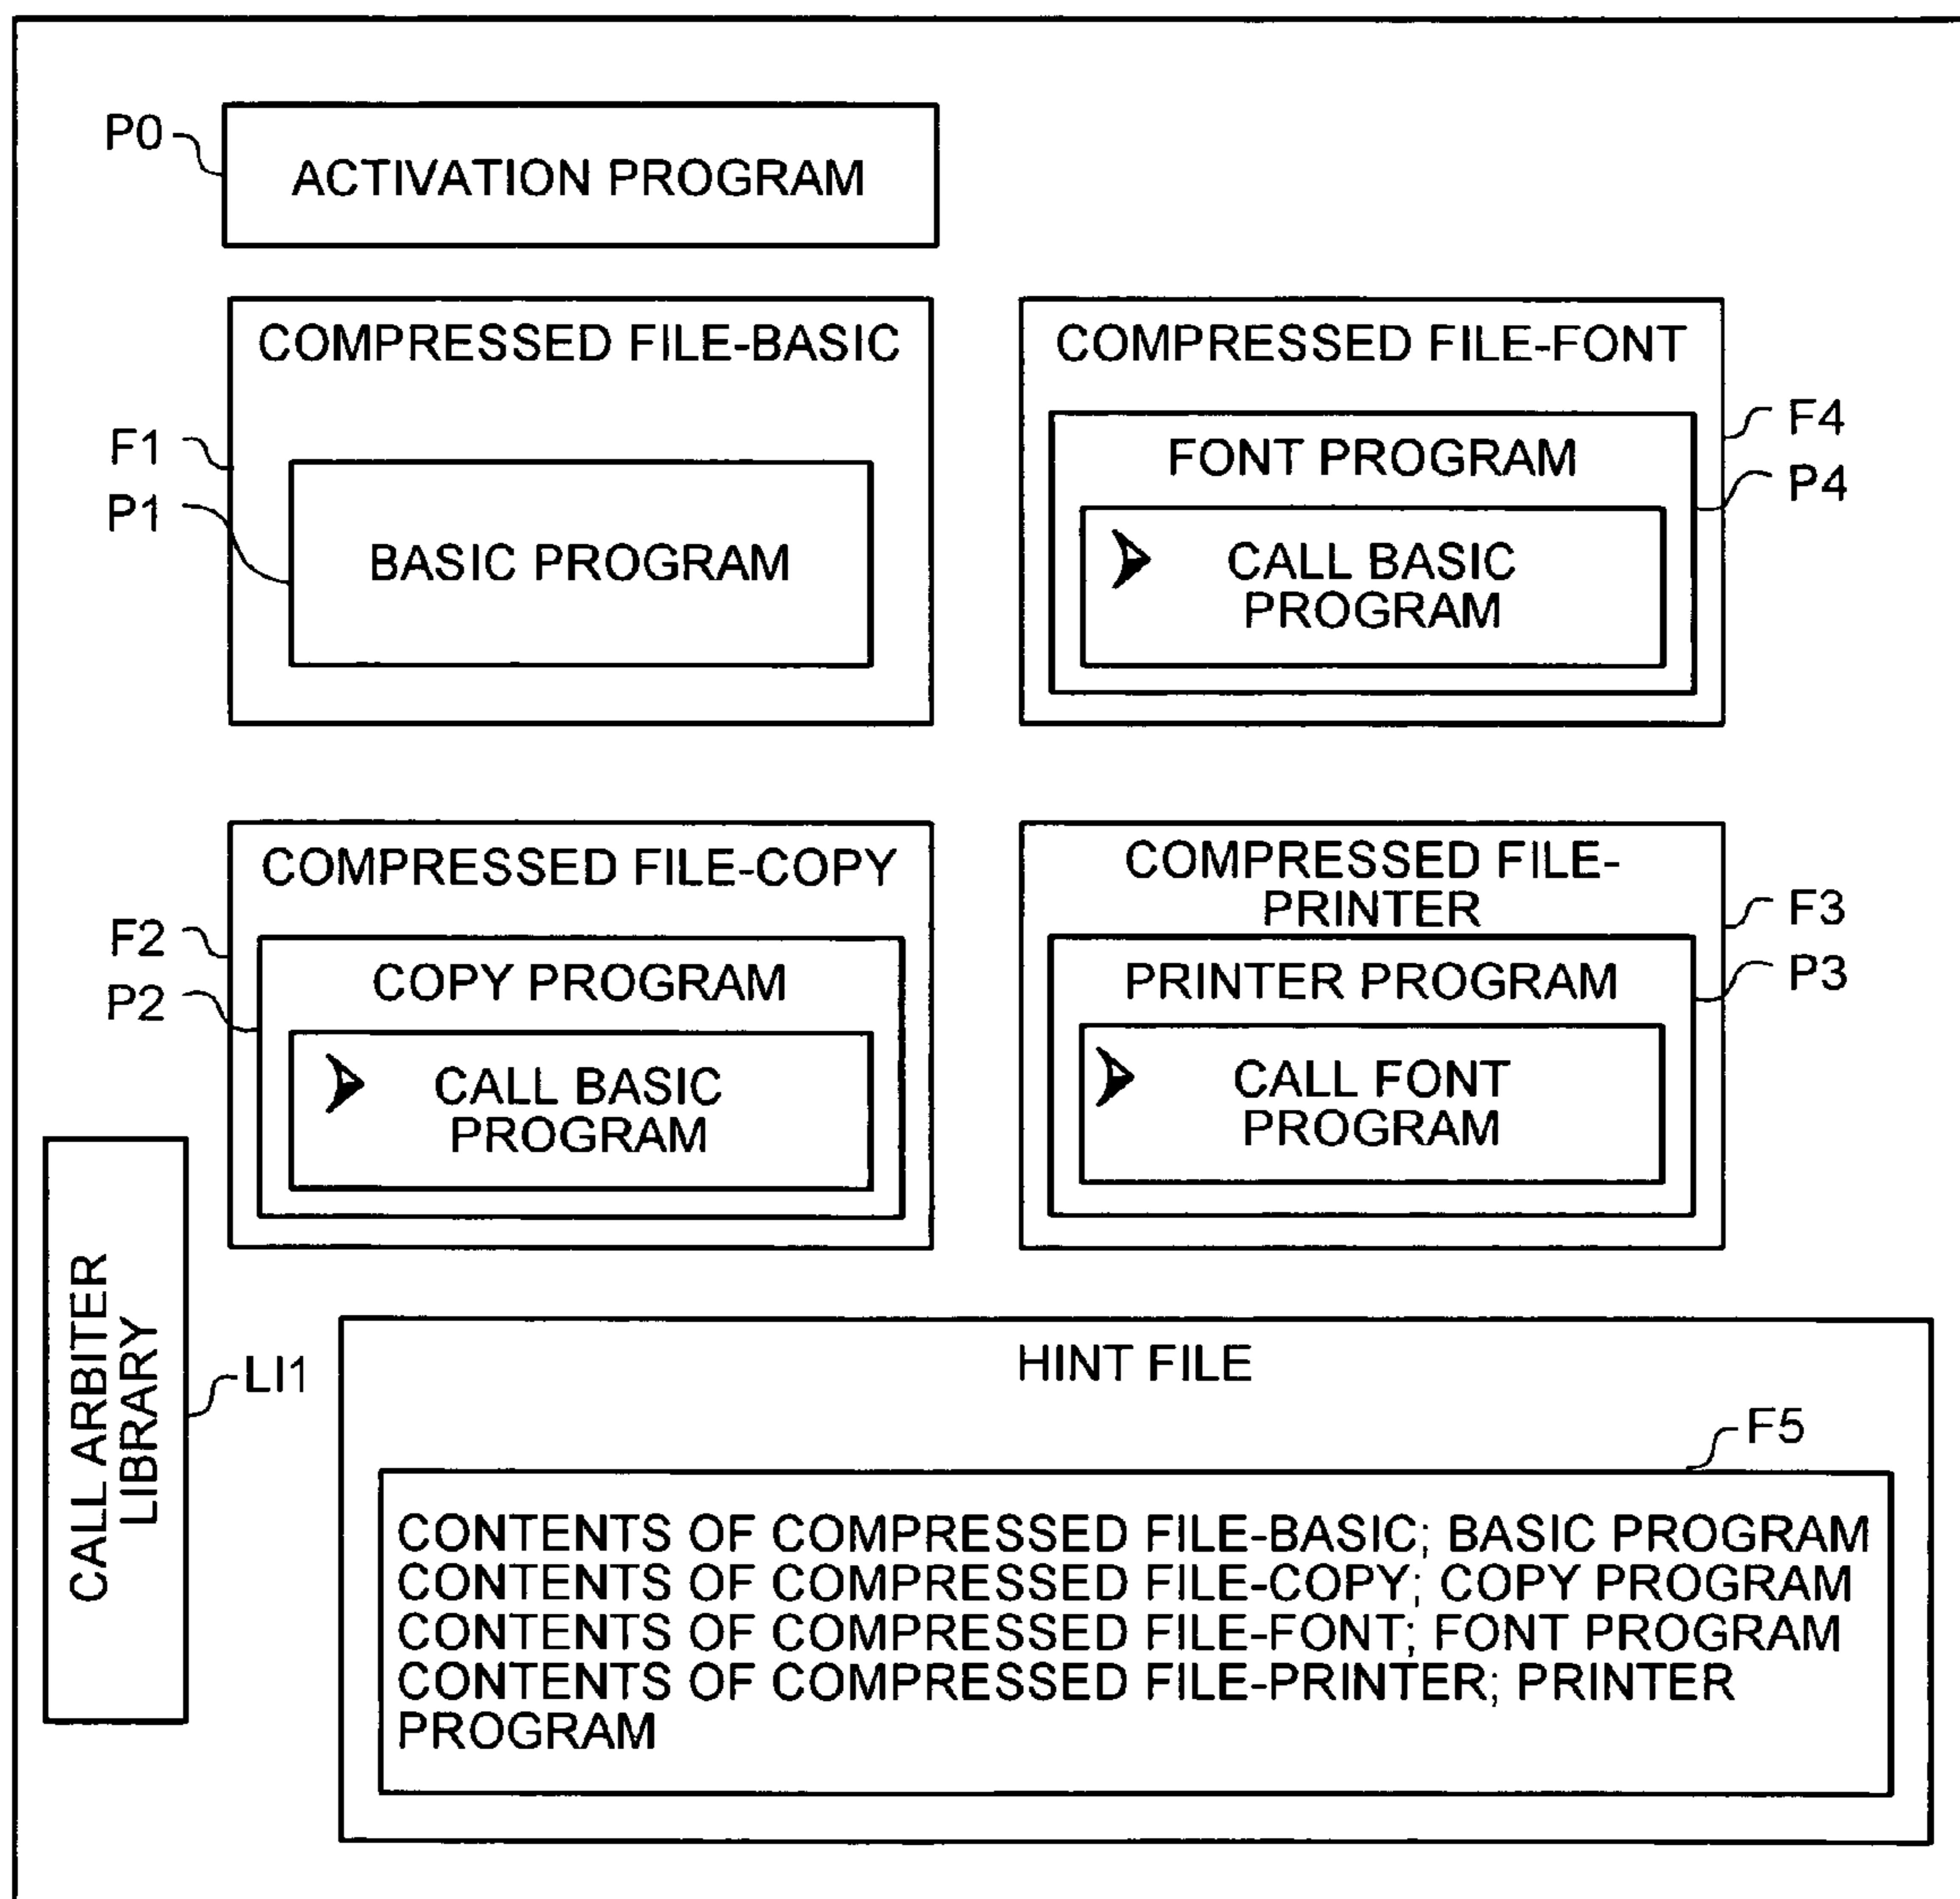 P0
ACTIVATION PROGRAM
COMPRESSED FILE-BASIC
F1
P1
BASIC PROGRAM
COMPRESSED FILE-FONT
F4
FONT PROGRAM
P4
CALL BASIC
PROGRAM
COMPRESSED FILE-COPY
F2
COPY PROGRAM
P2
CALL BASIC
PROGRAM
COMPRESSED FILE-
PRINTER
F3
PRINTER PROGRAM
P3
CALL FONT
PROGRAM
CALL ARBITER
LIBRARY
LI1
HINT FILE
F5
CONTENTS OF COMPRESSED FILE-BASIC; BASIC PROGRAM
CONTENTS OF COMPRESSED FILE-COPY; COPY PROGRAM
CONTENTS OF COMPRESSED FILE-FONT; FONT PROGRAM
CONTENTS OF COMPRESSED FILE-PRINTER; PRINTER
PROGRAM